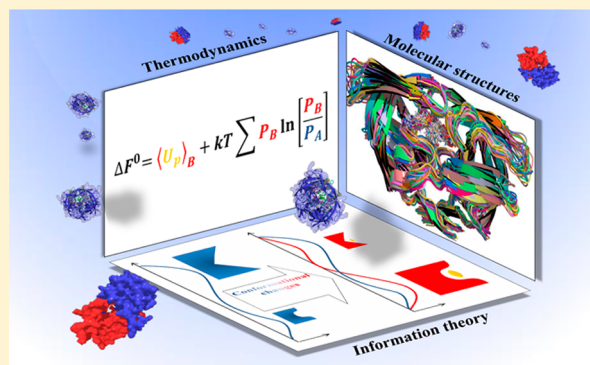 Thermodynamics
Molecular structures
ΔF⁰ = ⟨U_p⟩_B + kT ∑ P_B ln [P_B / P_A]
Conformational
changes
Information theory